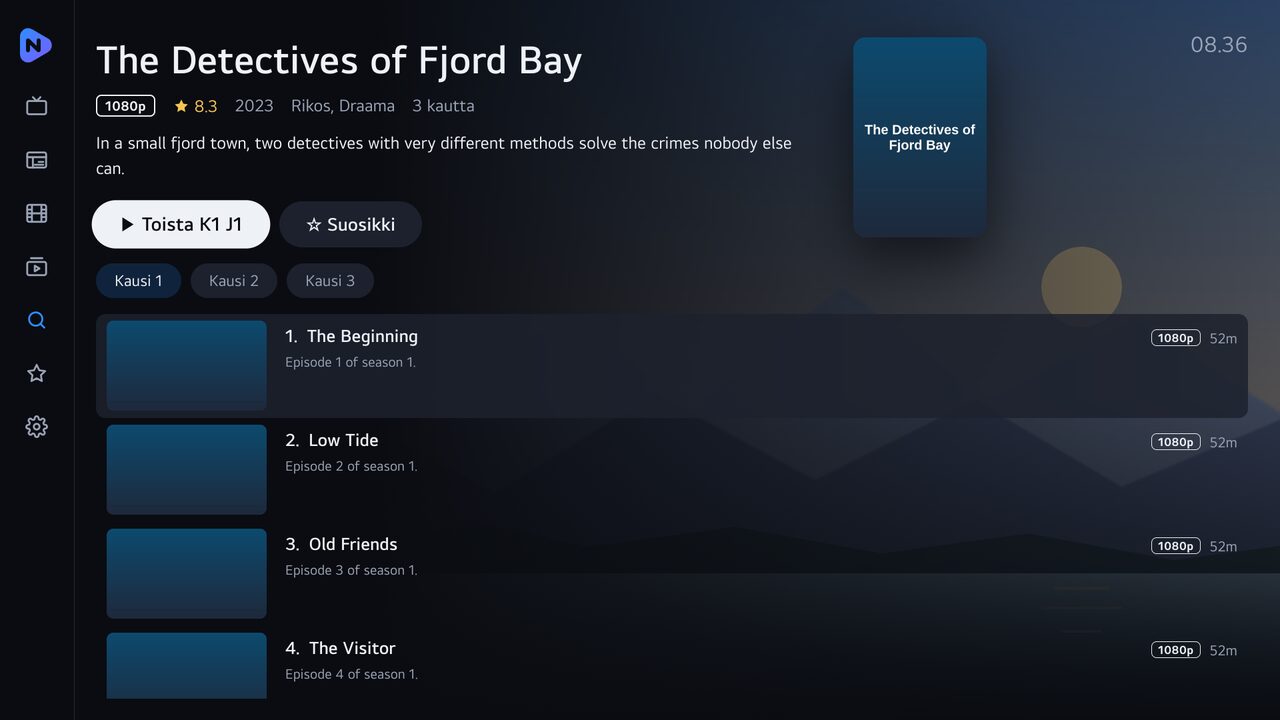 N
08.36
The Detectives of Fjord Bay
1080p ★ 8.3 2023 Rikos, Draama 3 kautta
In a small fjord town, two detectives with very different methods solve the crimes nobody else
can.
The Detectives of
Fjord Bay
▶ Toista K1 J1 ☆ Suosikki
Kausi 1 Kausi 2 Kausi 3
1. The Beginning 1080p 52m
Episode 1 of season 1.
2. Low Tide 1080p 52m
Episode 2 of season 1.
3. Old Friends 1080p 52m
Episode 3 of season 1.
4. The Visitor 1080p 52m
Episode 4 of season 1.